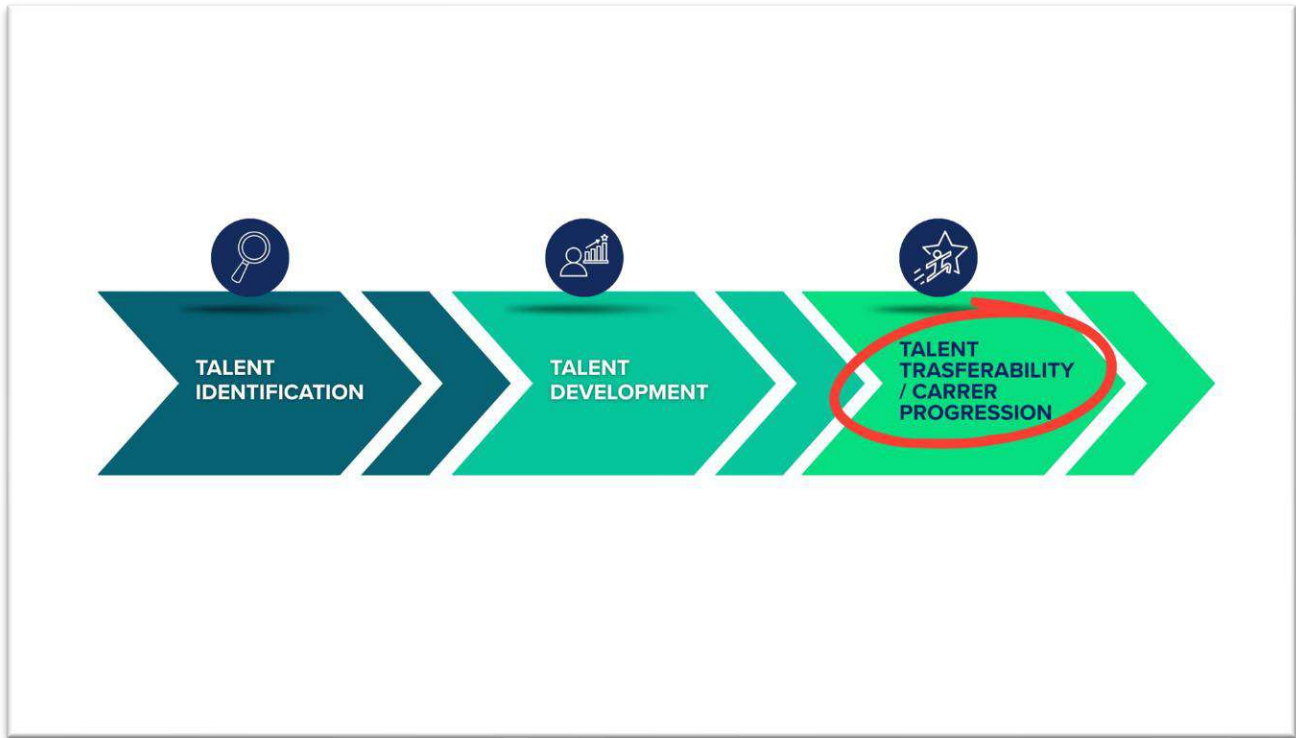 TALENT
IDENTIFICATION
TALENT
DEVELOPMENT
TALENT
TRASFERABILITY
/ CARRER
PROGRESSION